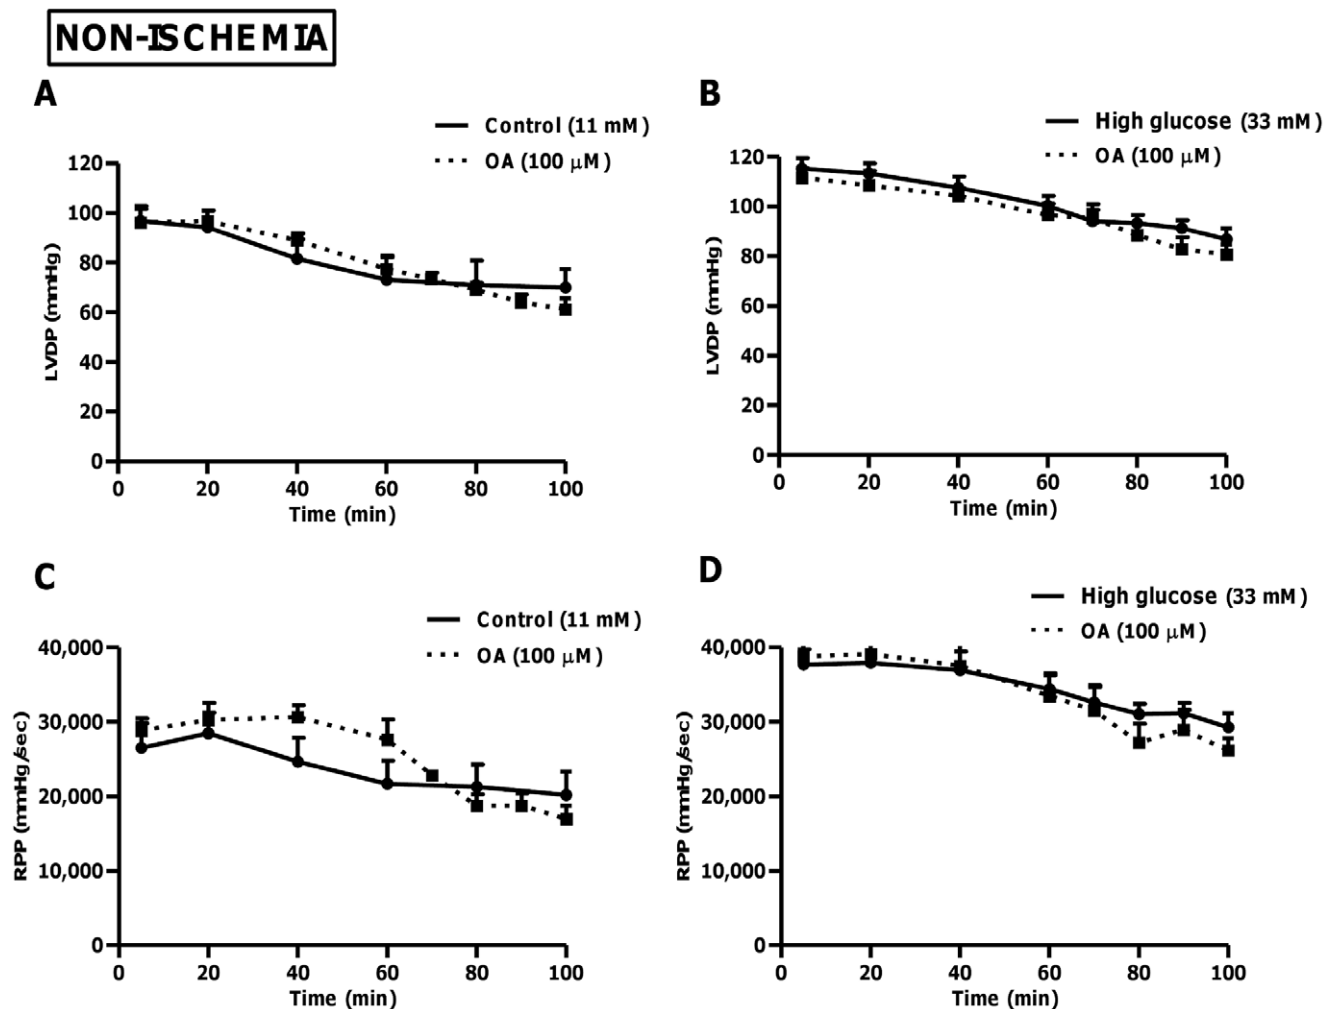 NON-ISCHEMIA
A
Control (11 mM)
OA (100 μM)
LVDP (mmHg)
120
100
80
60
40
20
0
0 20 40 60 80 100
Time (min)
B
High glucose (33 mM)
OA (100 μM)
LVDP (mmHg)
120
100
80
60
40
20
0
0 20 40 60 80 100
Time (min)
C
Control (11 mM)
OA (100 μM)
RPP (mmHg/sec)
40,000
30,000
20,000
10,000
0
0 20 40 60 80 100
Time (min)
D
High glucose (33 mM)
OA (100 μM)
RPP (mmHg/sec)
40,000
30,000
20,000
10,000
0
0 20 40 60 80 100
Time (min)